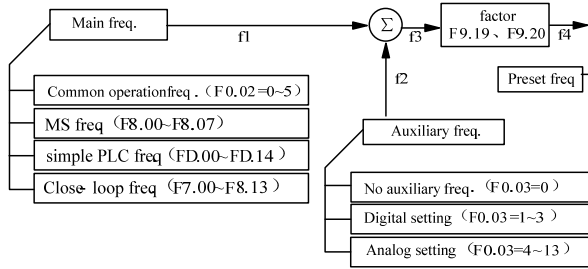 Main freq.
f1
Σ
f3
factor
F9.19、F9.20
f4
Preset freq
f2
Common operationfreq.（F0.02=0~5）
MS freq（F8.00~F8.07）
simple PLC freq（FD.00~FD.14）
Close-loop freq（F7.00~F8.13）
Auxiliary freq.
No auxiliary freq.（F0.03=0）
Digital setting（F0.03=1~3）
Analog setting（F0.03=4~13）